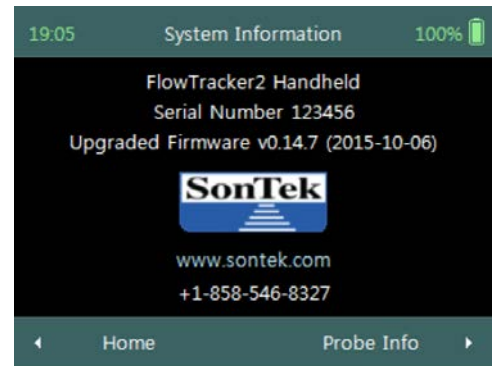 19:05 System Information 100%
FlowTracker2 Handheld
Serial Number 123456
Upgraded Firmware v0.14.7 (2015-10-06)
SonTek
www.sontek.com
+1-858-546-8327
Home Probe Info